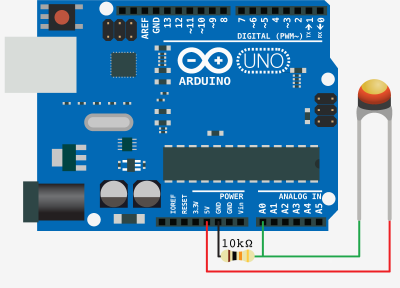 AREF
GND
13
12
~11
~10
~9
8
7
~6
~5
4
~3
2
TX→1
RX←0
DIGITAL (PWM~)
UNO
ARDUINO
POWER
ANALOG IN
IOREF
RESET
3.3V
5V
GND
GND
Vin
A0
A1
A2
A3
A4
A5
10kΩ